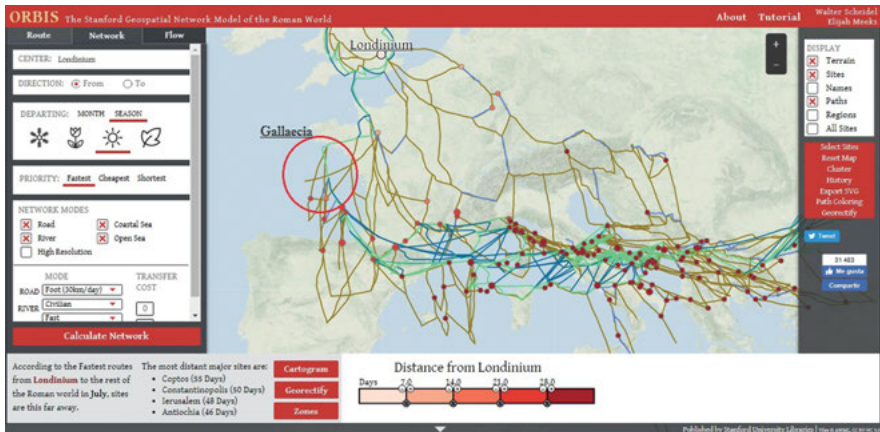 ORBIS The Stanford Geospatial Network Model of the Roman World
About Tutorial
Walter Scheidel
Elijah Meeks
Route Network Flow
CENTER: Londinium
DIRECTION: From To
DEPARTING: MONTH SEASON
PRIORITY: Fastest Cheapest Shortest
NETWORK MODES
Road Coastal Sea
River Open Sea
High Resolution
MODE TRANSFER COST
ROAD Foot (30km/day) 0
RIVER Civilian
Fast
Calculate Network
Londinium
Gallaecia
+
−
DISPLAY
Terrain
Sites
Names
Paths
Regions
All Sites
Select Sites
Reset Map
Cluster
History
Export SVG
Path Coloring
Georectify
Tweet
31 483
Me gusta
Compartir
According to the Fastest routes
from Londinium to the rest of
the Roman world in July, sites
are this far away.
The most distant major sites are:
• Coptos (55 Days)
• Constantinopolis (50 Days)
• Ierusalem (48 Days)
• Antiochia (46 Days)
Cartogram
Georectify
Zones
Distance from Londinium
Days 7.0 14.0 21.0 28.0
Published by Stanford University Libraries